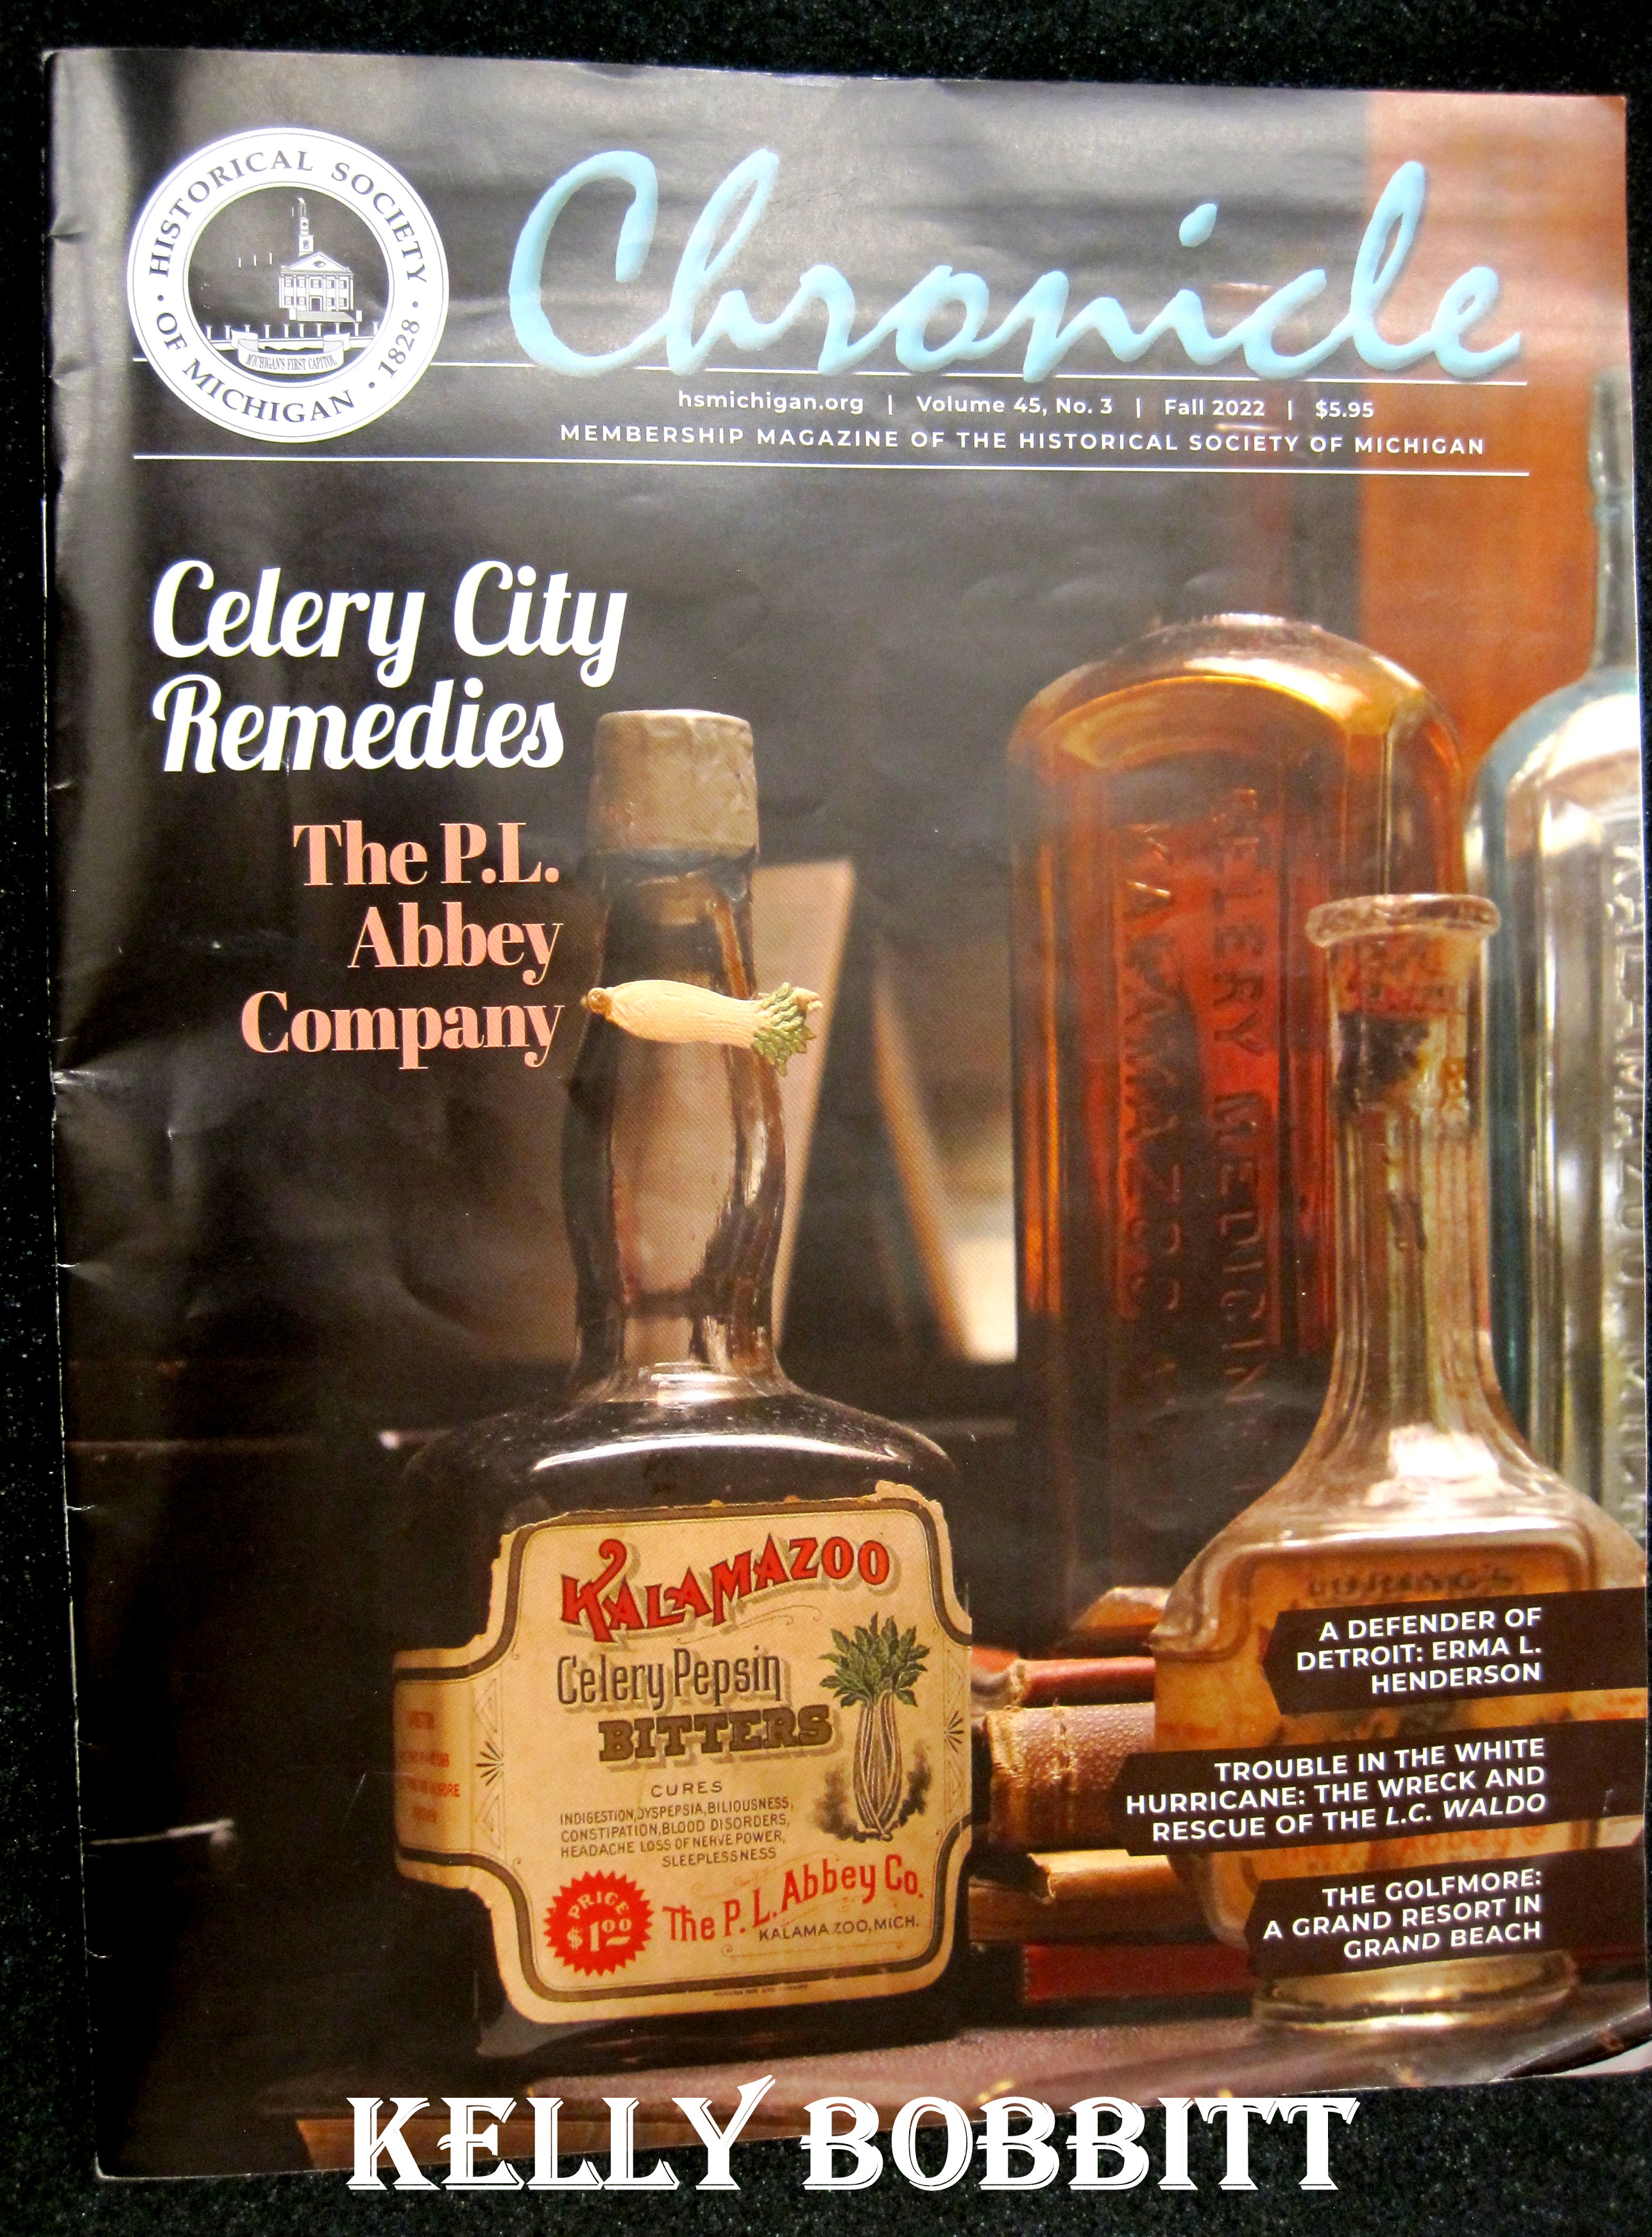 HISTORICAL SOCIETY
OF MICHIGAN • 1828
MICHIGAN'S FIRST CAPITOL
Chronicle
hsmichigan.org | Volume 45, No. 3 | Fall 2022 | $5.95
MEMBERSHIP MAGAZINE OF THE HISTORICAL SOCIETY OF MICHIGAN
Celery City
Remedies
The P.L.
Abbey
Company
CELERY MEDICIN
KALAMAZOO
KALAMAZOO
Celery Pepsin
BITTERS
CURES
INDIGESTION, DYSPEPSIA, BILIOUSNESS,
CONSTIPATION, BLOOD DISORDERS,
HEADACHE LOSS OF NERVE POWER,
SLEEPLESSNESS
PRICE
$1.00
The P. L. Abbey Co.
KALAMAZOO, MICH.
A DEFENDER OF
DETROIT: ERMA L.
HENDERSON
TROUBLE IN THE WHITE
HURRICANE: THE WRECK AND
RESCUE OF THE L.C. WALDO
THE GOLFMORE:
A GRAND RESORT IN
GRAND BEACH
KELLY BOBBITT